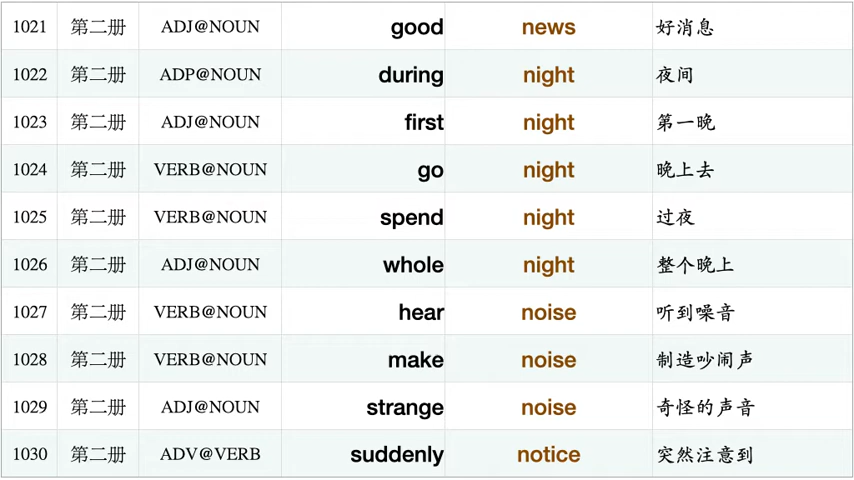 1021 第二册 ADJ@NOUN good news 好消息
1022 第二册 ADP@NOUN during night 夜间
1023 第二册 ADJ@NOUN first night 第一晚
1024 第二册 VERB@NOUN go night 晚上去
1025 第二册 VERB@NOUN spend night 过夜
1026 第二册 ADJ@NOUN whole night 整个晚上
1027 第二册 VERB@NOUN hear noise 听到噪音
1028 第二册 VERB@NOUN make noise 制造吵闹声
1029 第二册 ADJ@NOUN strange noise 奇怪的声音
1030 第二册 ADV@VERB suddenly notice 突然注意到